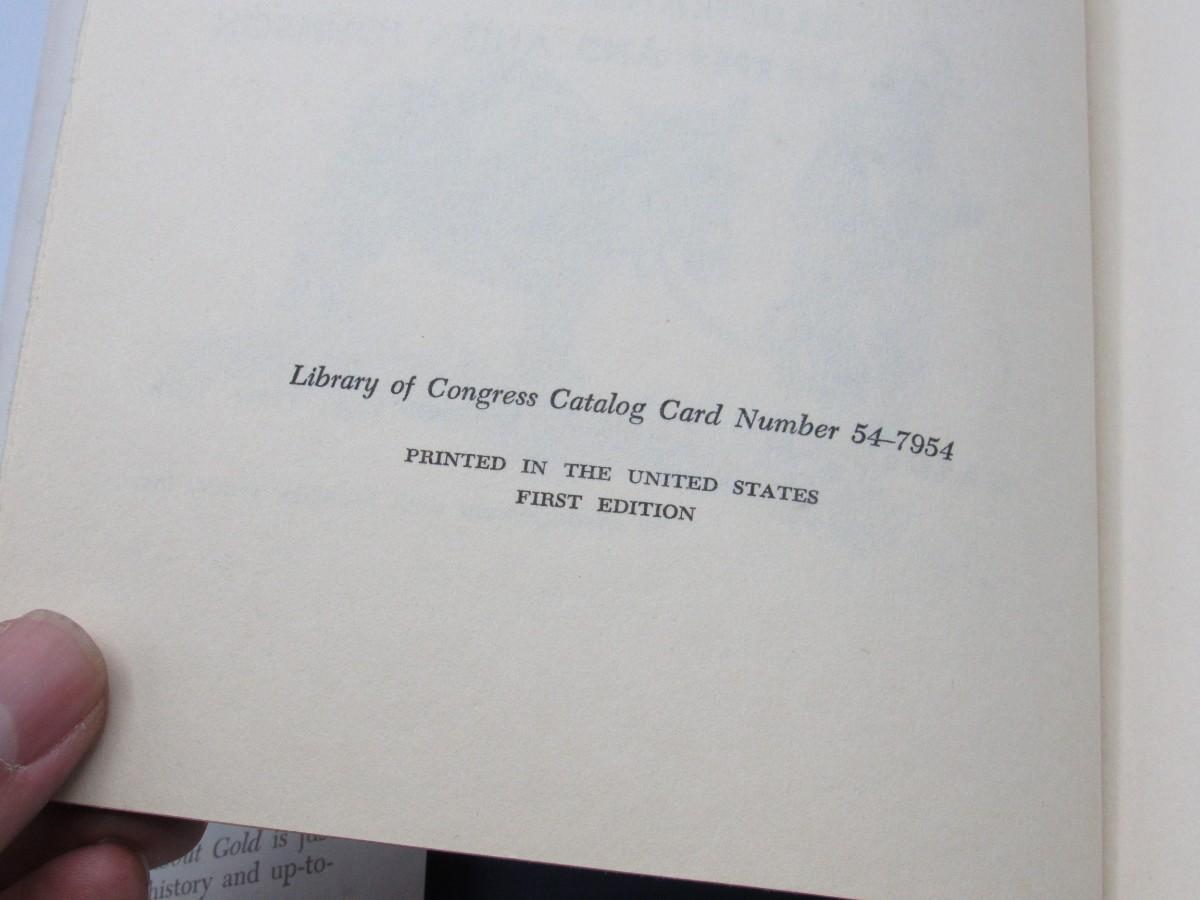 Library of Congress Catalog Card Number 54–7954
PRINTED IN THE UNITED STATES
FIRST EDITION
Gold is
history and up-to-